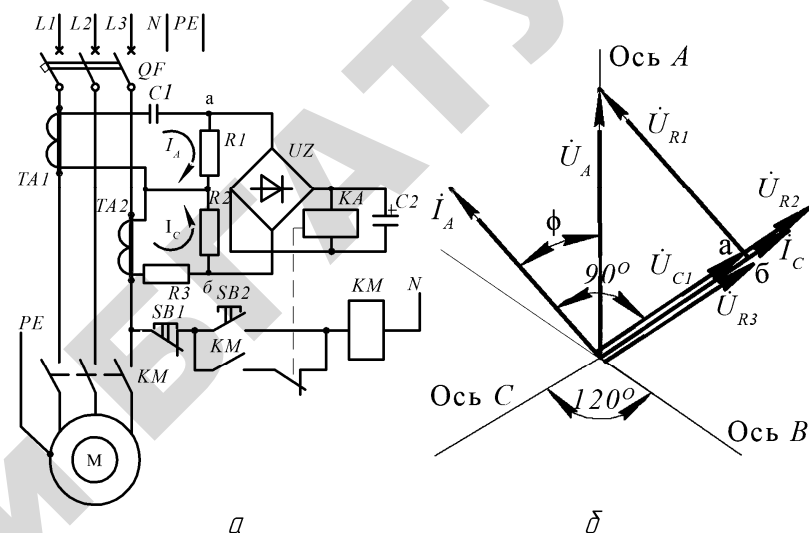 L1 L2 L3 N PE
QF
C1
а
R1
I_A
UZ
TA1
TA2
R2
KA
C2
I_C
R3
б
SB1
SB2
KM
N
PE
KM
KM
М
а
Ось А
U̇_A
U̇_R1
İ_A
ϕ
90°
U̇_C1
а
б
U̇_R2
İ_C
U̇_R3
Ось С
120°
Ось В
б
БГАТУ